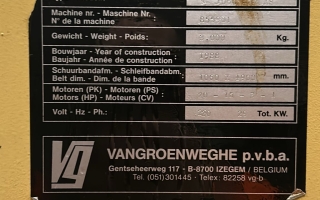 Machine nr. - Maschine Nr.
N° de la machine
Gewicht - Weight - Poids: Kg.
Bouwjaar - Year of construction
Baujahr - Année de construction
Schuurbandafm. - Schleifbandabm.
Belt dim. - Dim. de la bande mm.
Motoren (PK) - Motoren (PS)
Motors (HP) - Moteurs (CV)
Volt - Hz - Ph.: Tot. KW.
Vg
VANGROENWEGHE p.v.b.a.
Gentseheerweg 117 - B-8700 IZEGEM / BELGIUM
Tel. (051) 301445 - Telex: 82258 vg-b